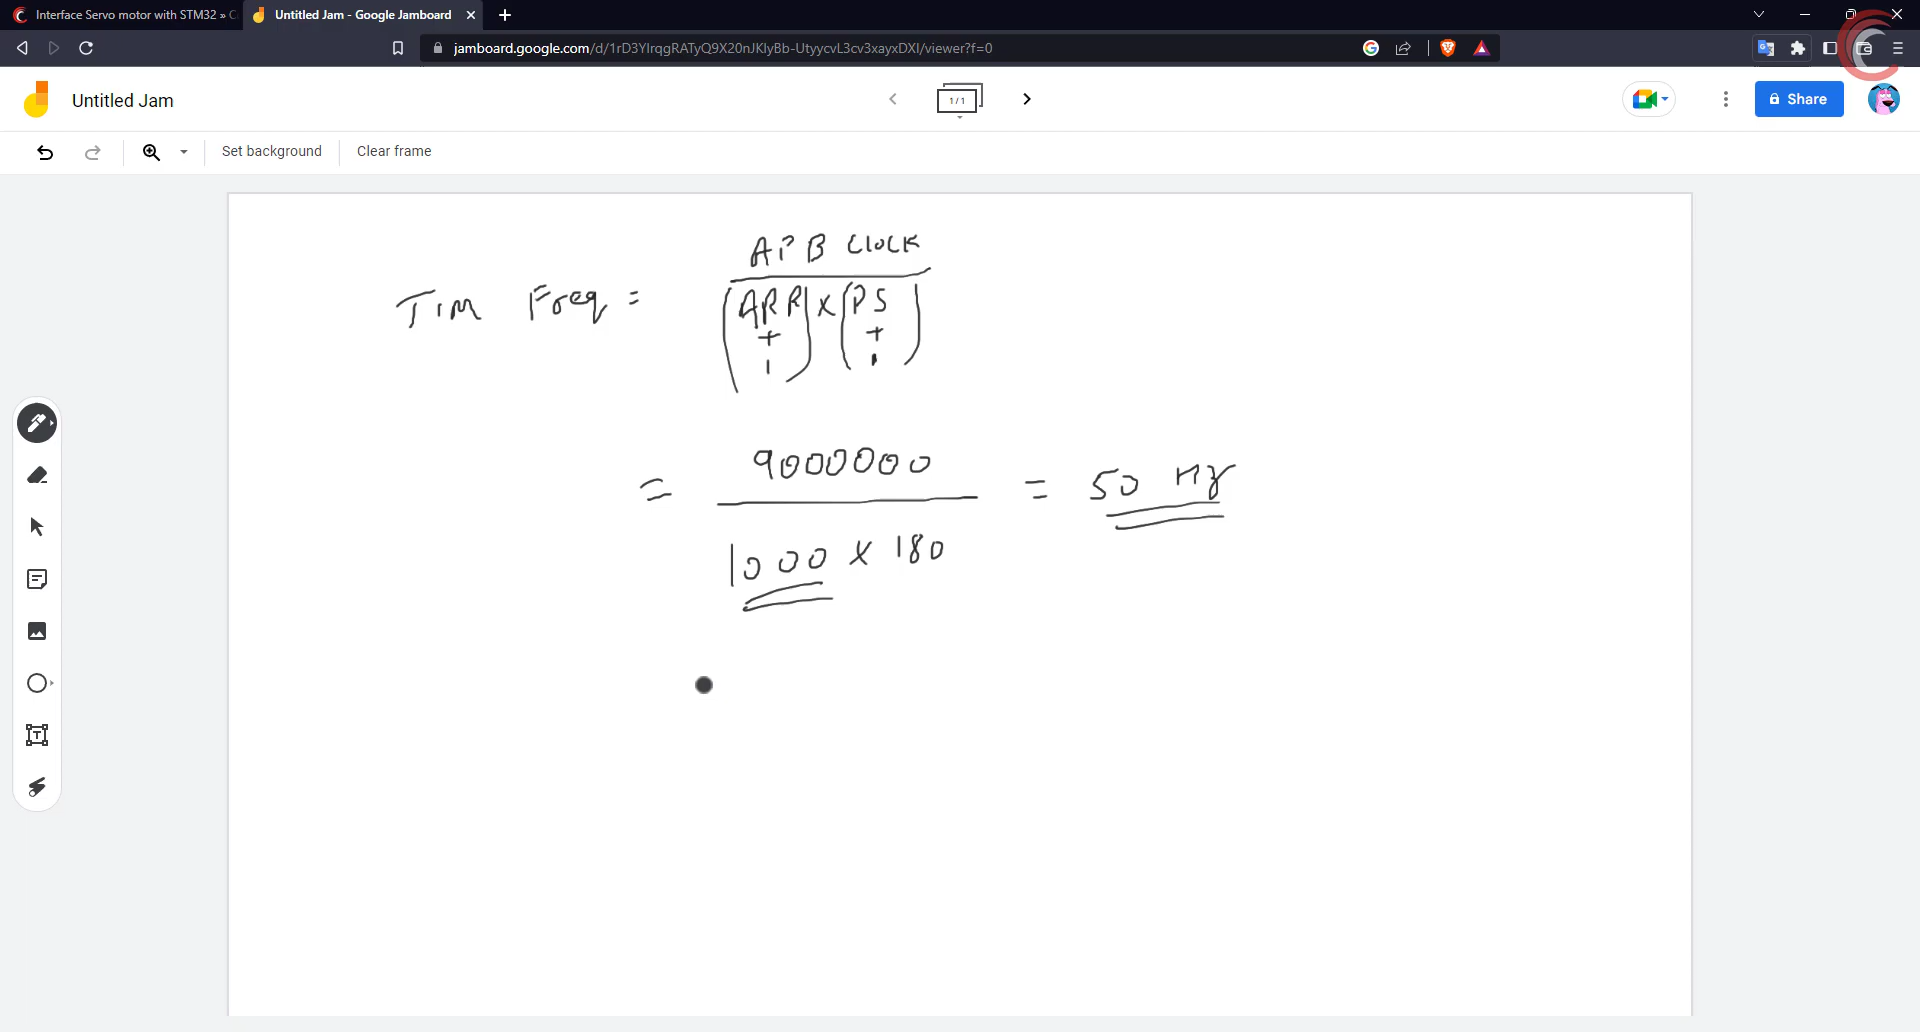 Interface Servo motor with STM32 » C
Untitled Jam - Google Jamboard
jamboard.google.com/d/1rD3YIrqgRATyQ9X20nJKIyBb-UtyycvL3cv3xayxDXI/viewer?f=0
Untitled Jam
1 / 1
Share
Set background
Clear frame
APB CLOCK
TIM Freq =
(ARR + 1) x (PS + 1)
= 9000000 = 50 Hz
1000 x 180